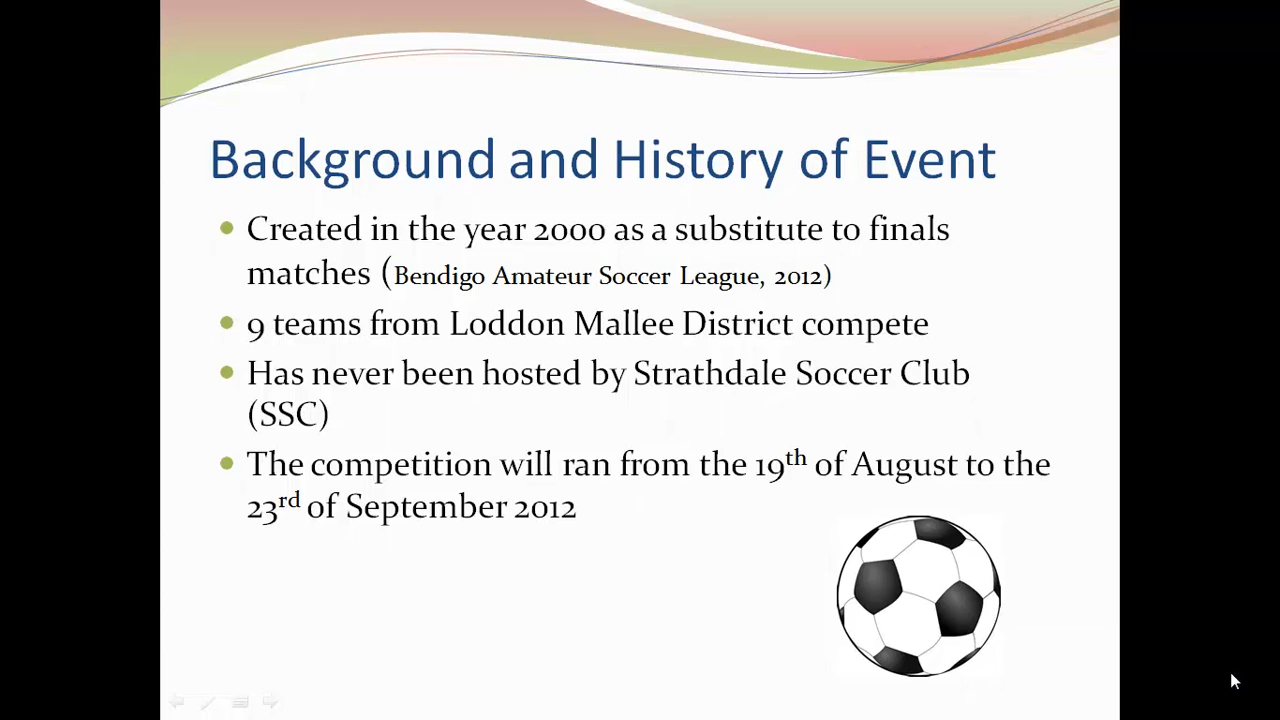 Background and History of Event
Created in the year 2000 as a substitute to finals
matches (Bendigo Amateur Soccer League, 2012)
9 teams from Loddon Mallee District compete
Has never been hosted by Strathdale Soccer Club
(SSC)
The competition will ran from the 19th of August to the
23rd of September 2012